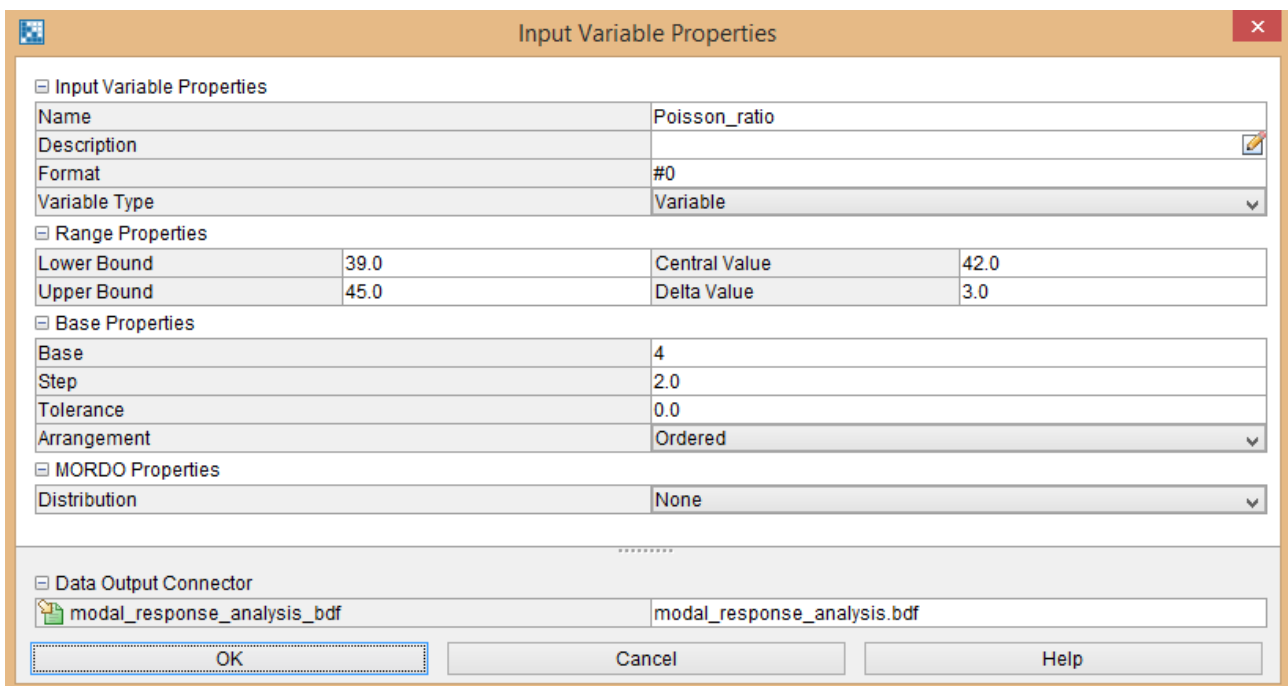 Input Variable Properties
Input Variable Properties
Name Poisson_ratio
Description
Format #0
Variable Type Variable
Range Properties
Lower Bound 39.0 Central Value 42.0
Upper Bound 45.0 Delta Value 3.0
Base Properties
Base 4
Step 2.0
Tolerance 0.0
Arrangement Ordered
MORDO Properties
Distribution None
Data Output Connector
modal_response_analysis_bdf modal_response_analysis.bdf
OK Cancel Help